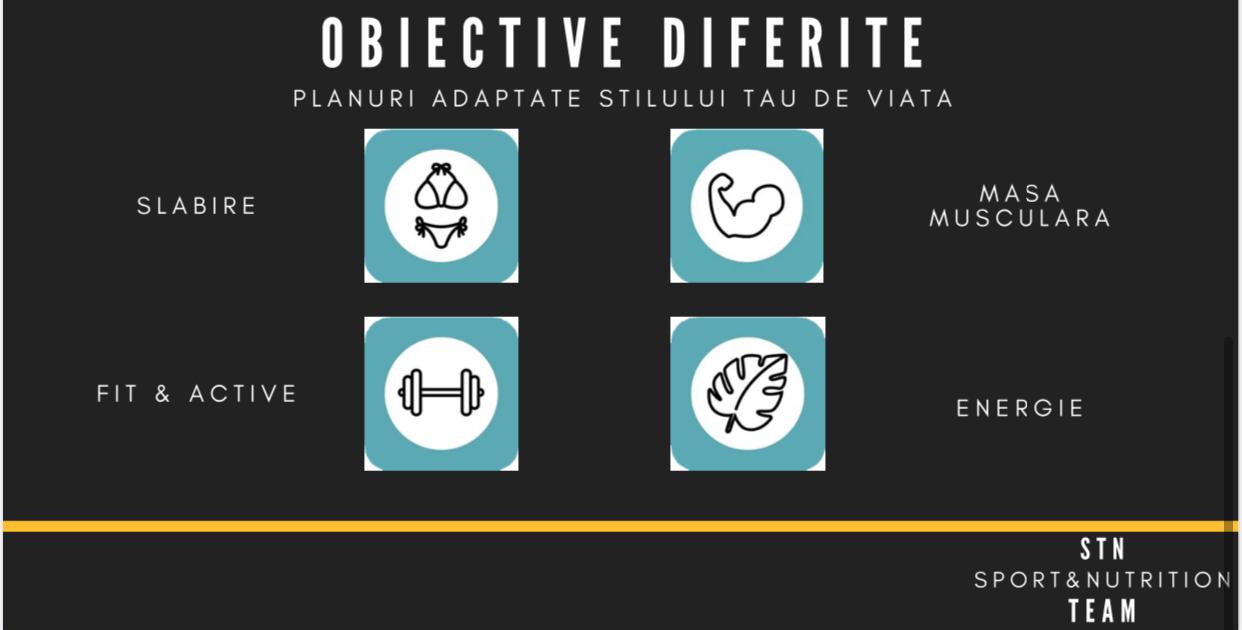 OBIECTIVE DIFERITE
PLANURI ADAPTATE STILULUI TAU DE VIATA
SLABIRE
MASA
MUSCULARA
FIT & ACTIVE
ENERGIE
STN
SPORT&NUTRITION
TEAM